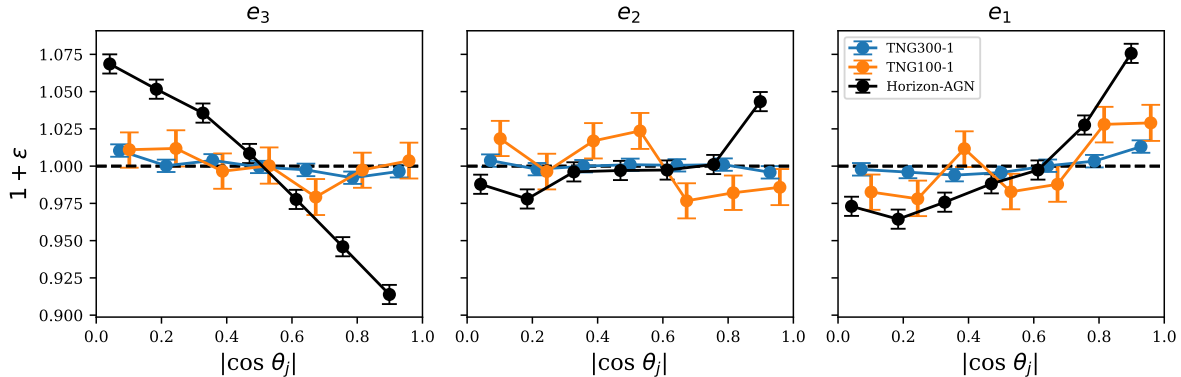 e3 e2 e1
1 + ε
1.075
1.050
1.025
1.000
0.975
0.950
0.925
0.900
TNG300-1
TNG100-1
Horizon-AGN
0.0 0.2 0.4 0.6 0.8 1.0 0.0 0.2 0.4 0.6 0.8 1.0 0.0 0.2 0.4 0.6 0.8 1.0
|cos θj| |cos θj| |cos θj|